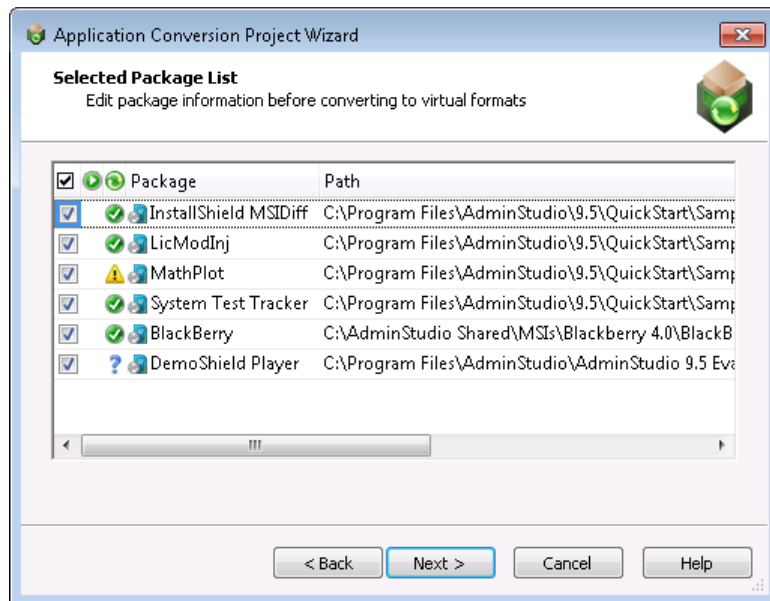 Application Conversion Project Wizard
Selected Package List
Edit package information before converting to virtual formats
Package Path
InstallShield MSIDiff C:\Program Files\AdminStudio\9.5\QuickStart\Samp
LicModInj C:\Program Files\AdminStudio\9.5\QuickStart\Samp
MathPlot C:\Program Files\AdminStudio\9.5\QuickStart\Samp
System Test Tracker C:\Program Files\AdminStudio\9.5\QuickStart\Samp
BlackBerry C:\AdminStudio Shared\MSIs\Blackberry 4.0\BlackB
DemoShield Player C:\Program Files\AdminStudio\AdminStudio 9.5 Eva
< Back Next > Cancel Help